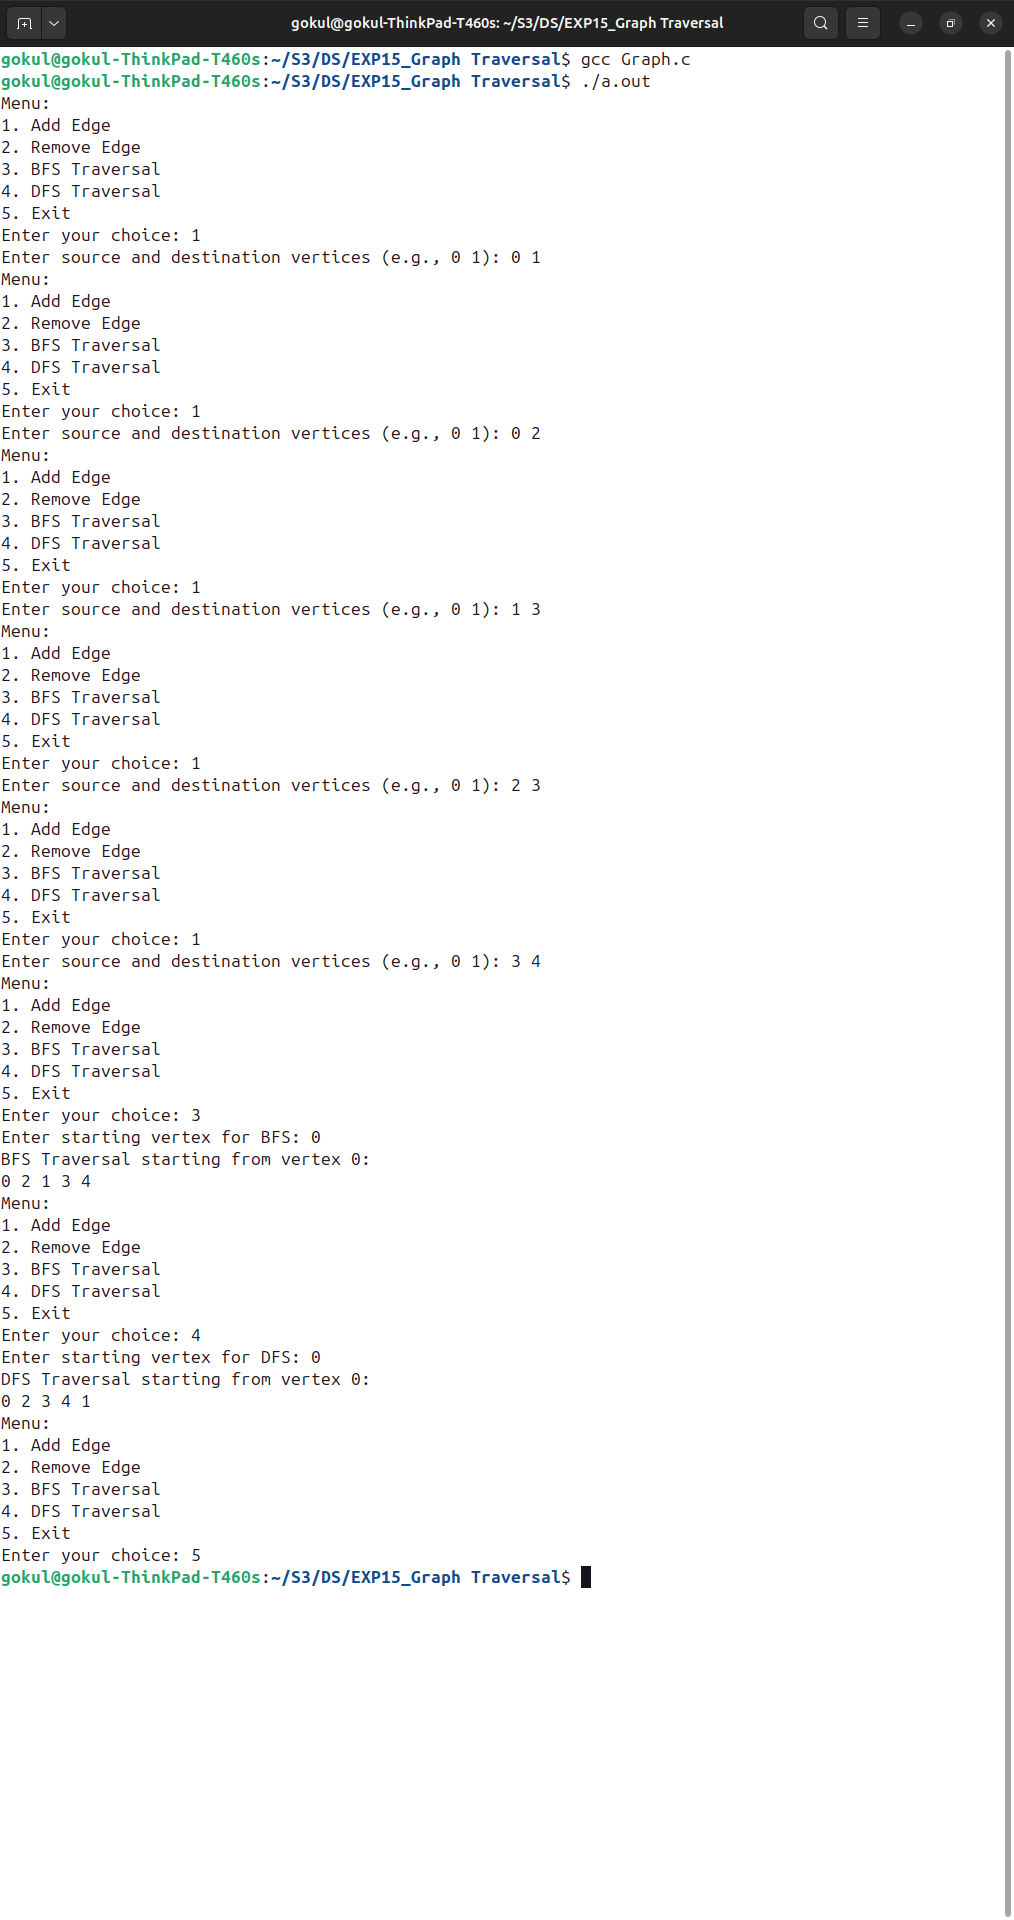 gokul@gokul-ThinkPad-T460s: ~/S3/DS/EXP15_Graph Traversal
gokul@gokul-ThinkPad-T460s:~/S3/DS/EXP15_Graph Traversal$ gcc Graph.c
gokul@gokul-ThinkPad-T460s:~/S3/DS/EXP15_Graph Traversal$ ./a.out
Menu:
1. Add Edge
2. Remove Edge
3. BFS Traversal
4. DFS Traversal
5. Exit
Enter your choice: 1
Enter source and destination vertices (e.g., 0 1): 0 1
Menu:
1. Add Edge
2. Remove Edge
3. BFS Traversal
4. DFS Traversal
5. Exit
Enter your choice: 1
Enter source and destination vertices (e.g., 0 1): 0 2
Menu:
1. Add Edge
2. Remove Edge
3. BFS Traversal
4. DFS Traversal
5. Exit
Enter your choice: 1
Enter source and destination vertices (e.g., 0 1): 1 3
Menu:
1. Add Edge
2. Remove Edge
3. BFS Traversal
4. DFS Traversal
5. Exit
Enter your choice: 1
Enter source and destination vertices (e.g., 0 1): 2 3
Menu:
1. Add Edge
2. Remove Edge
3. BFS Traversal
4. DFS Traversal
5. Exit
Enter your choice: 1
Enter source and destination vertices (e.g., 0 1): 3 4
Menu:
1. Add Edge
2. Remove Edge
3. BFS Traversal
4. DFS Traversal
5. Exit
Enter your choice: 3
Enter starting vertex for BFS: 0
BFS Traversal starting from vertex 0:
0 2 1 3 4
Menu:
1. Add Edge
2. Remove Edge
3. BFS Traversal
4. DFS Traversal
5. Exit
Enter your choice: 4
Enter starting vertex for DFS: 0
DFS Traversal starting from vertex 0:
0 2 3 4 1
Menu:
1. Add Edge
2. Remove Edge
3. BFS Traversal
4. DFS Traversal
5. Exit
Enter your choice: 5
gokul@gokul-ThinkPad-T460s:~/S3/DS/EXP15_Graph Traversal$